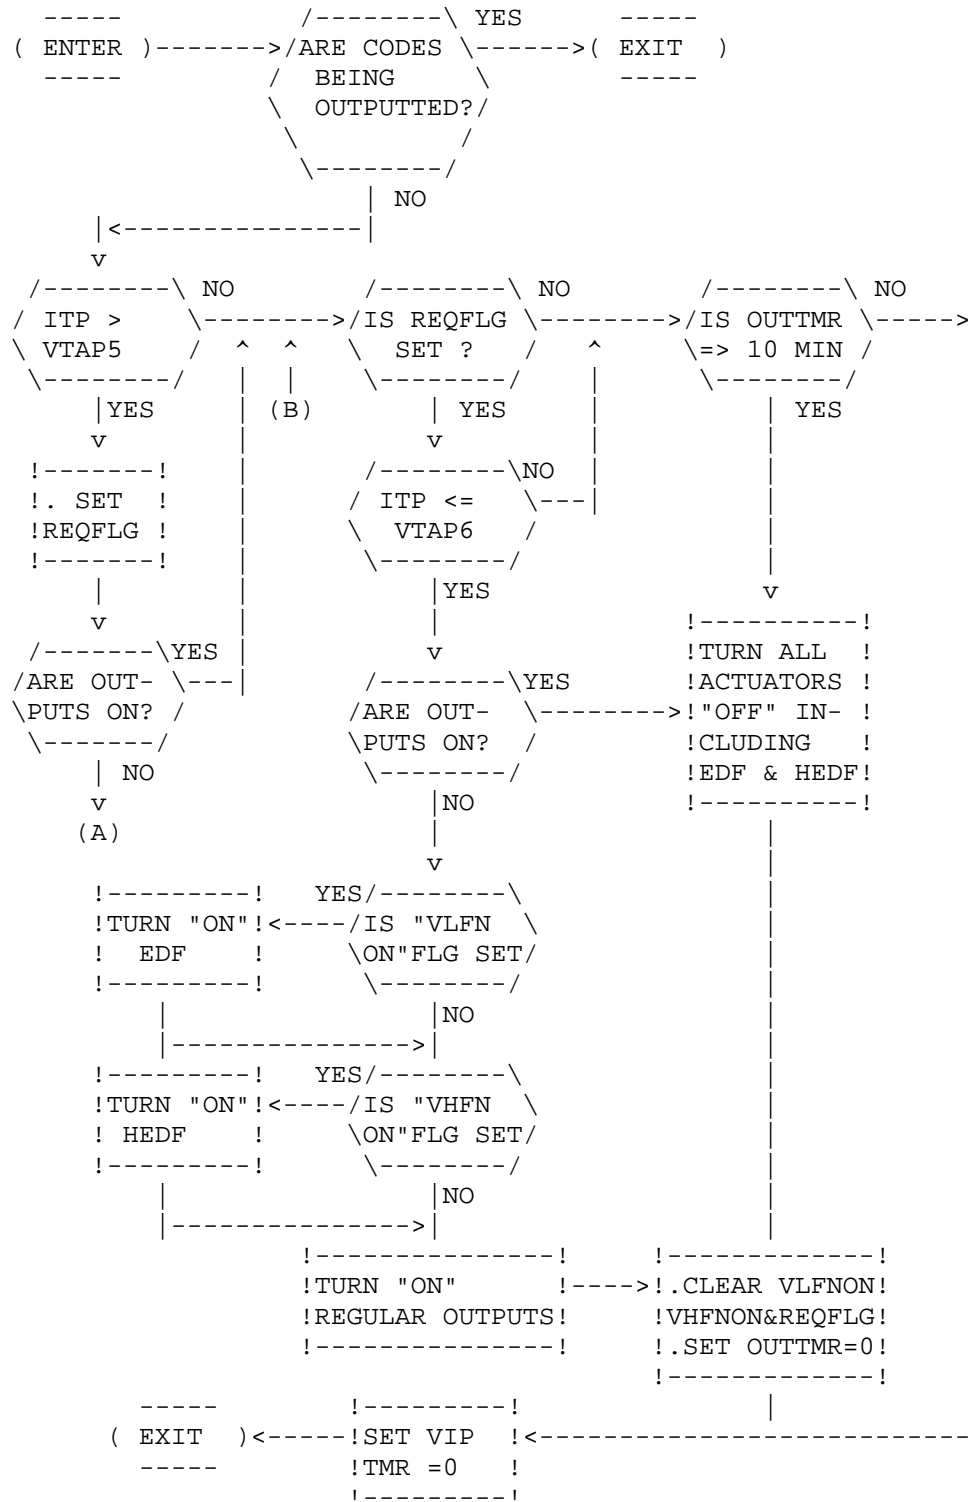 YES
ENTER ARE CODES EXIT
BEING
OUTPUTTED?
NO
NO NO NO
ITP > IS REQFLG IS OUTTMR
VTAP5 SET ? => 10 MIN
YES (B) YES YES
NO
. SET ITP <=
REQFLG VTAP6
YES
YES TURN ALL
ARE OUT- YES ACTUATORS
PUTS ON? ARE OUT- "OFF" IN-
PUTS ON? CLUDING
NO EDF & HEDF
NO
(A)
YES
TURN "ON" IS "VLFN
EDF ON"FLG SET
NO
YES
TURN "ON" IS "VHFN
HEDF ON"FLG SET
NO
TURN "ON" .CLEAR VLFNON
REGULAR OUTPUTS VHFNON&REQFLG
.SET OUTTMR=0
EXIT SET VIP
TMR =0